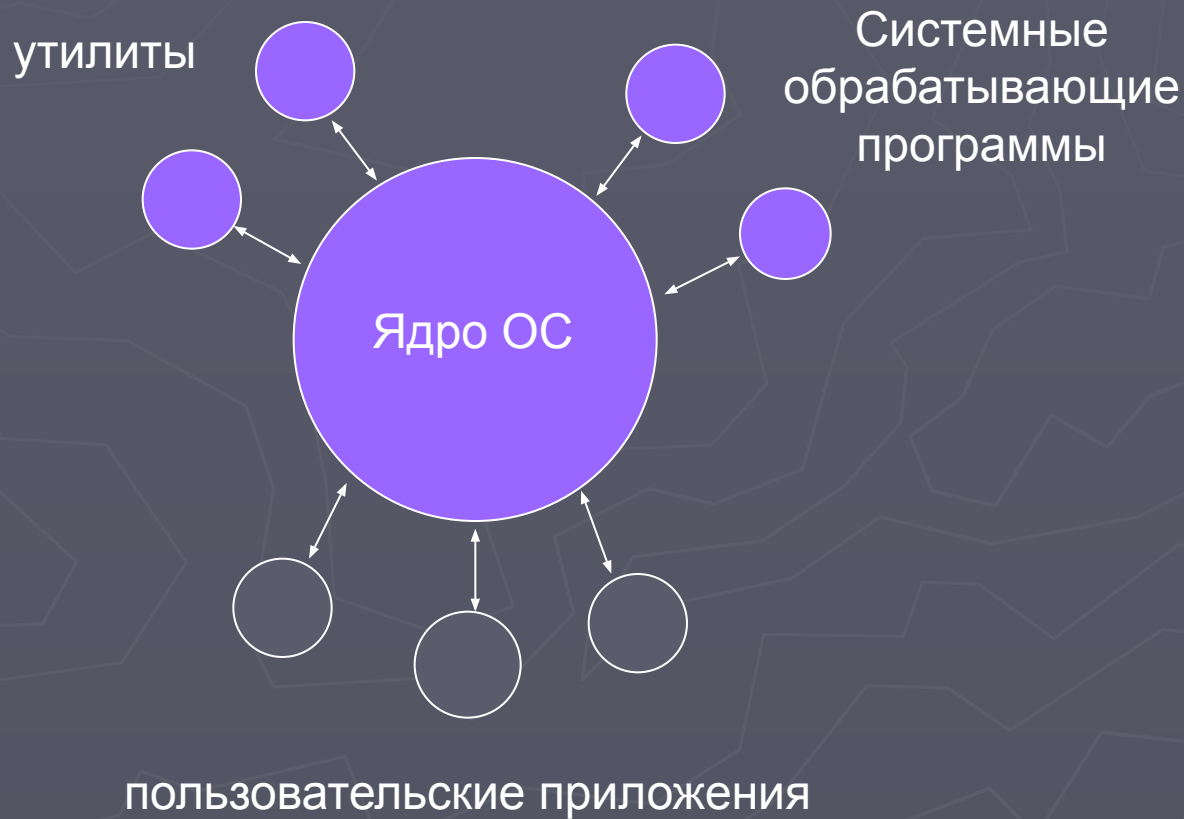 утилиты
Системные
обрабатывающие
программы
Ядро ОС
пользовательские приложения